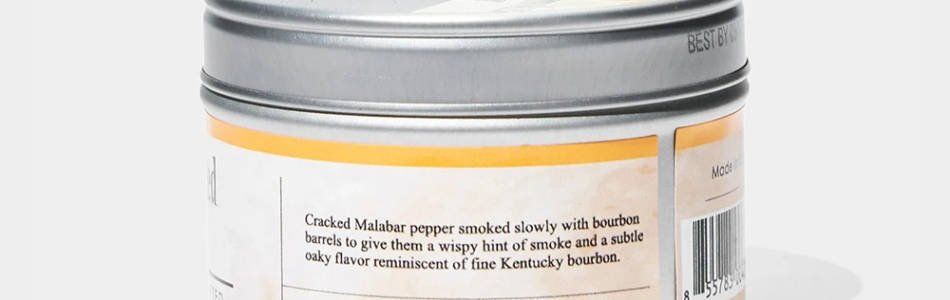 BEST BY
Made
Cracked Malabar pepper smoked slowly with bourbon
barrels to give them a wispy hint of smoke and a subtle
oaky flavor reminiscent of fine Kentucky bourbon.